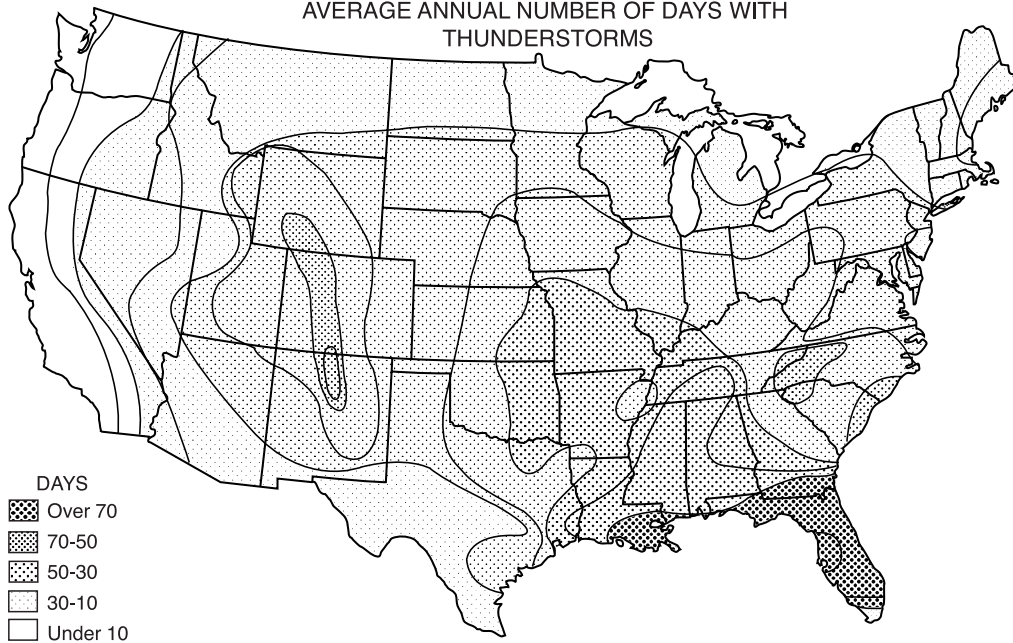 AVERAGE ANNUAL NUMBER OF DAYS WITH
THUNDERSTORMS
DAYS
Over 70
70-50
50-30
30-10
Under 10